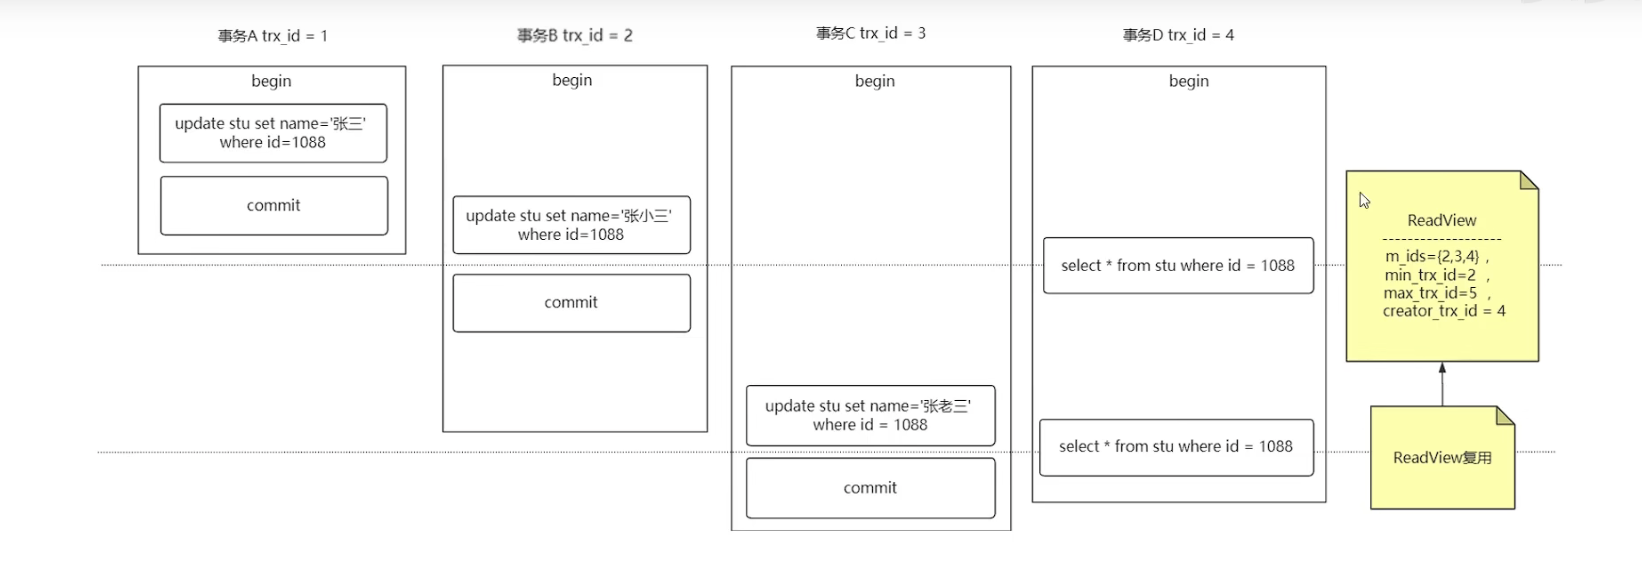 事务A trx_id = 1
begin
update stu set name='张三'
where id=1088
commit
事务B trx_id = 2
begin
update stu set name='张小三'
where id=1088
commit
事务C trx_id = 3
begin
update stu set name='张老三'
where id = 1088
commit
事务D trx_id = 4
begin
select * from stu where id = 1088
select * from stu where id = 1088
ReadView
-------------------
m_ids={2,3,4} ,
min_trx_id=2 ,
max_trx_id=5 ,
creator_trx_id = 4
ReadView复用